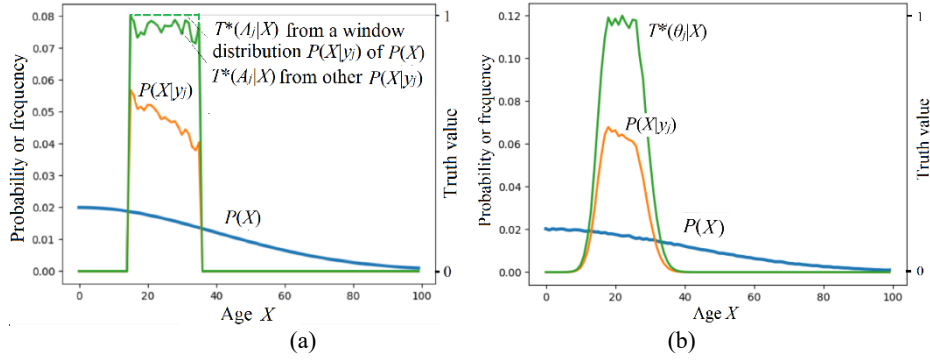 0.08
0.07
0.06
0.05
0.04
0.03
0.02
0.01
0.00
Probability or frequency
T*(Aj|X) from a window
distribution P(X|yj) of P(X)
T*(Aj|X) from other P(X|yj)
P(X|yj)
P(X)
1
Truth value
0
0 20 40 60 80 100
Age X
(a)
0.12
0.10
0.08
0.06
0.04
0.02
0.00
Probability or frequency
T*(θj|X)
P(X|yj)
P(X)
1
Truth value
0
0 20 40 60 80 100
Age X
(b)